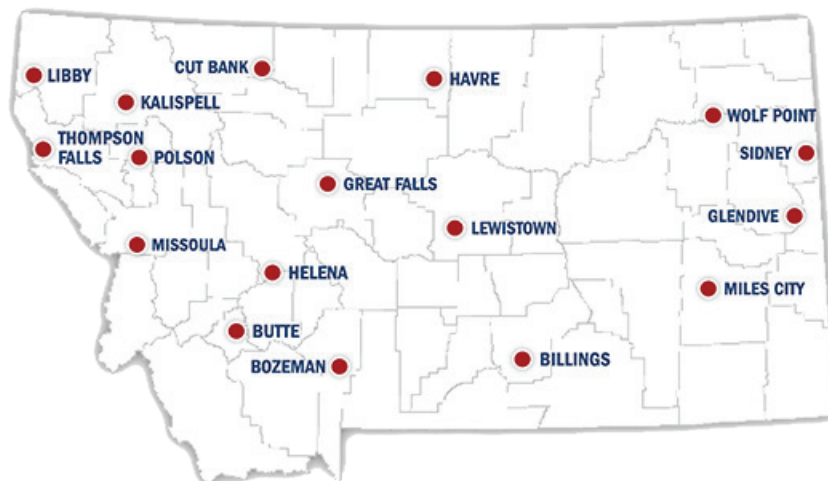 CUT BANK
LIBBY
HAVRE
KALISPELL
WOLF POINT
THOMPSON
FALLS
POLSON
SIDNEY
GREAT FALLS
GLENDIVE
LEWISTOWN
MISSOULA
HELENA
MILES CITY
BUTTE
BILLINGS
BOZEMAN